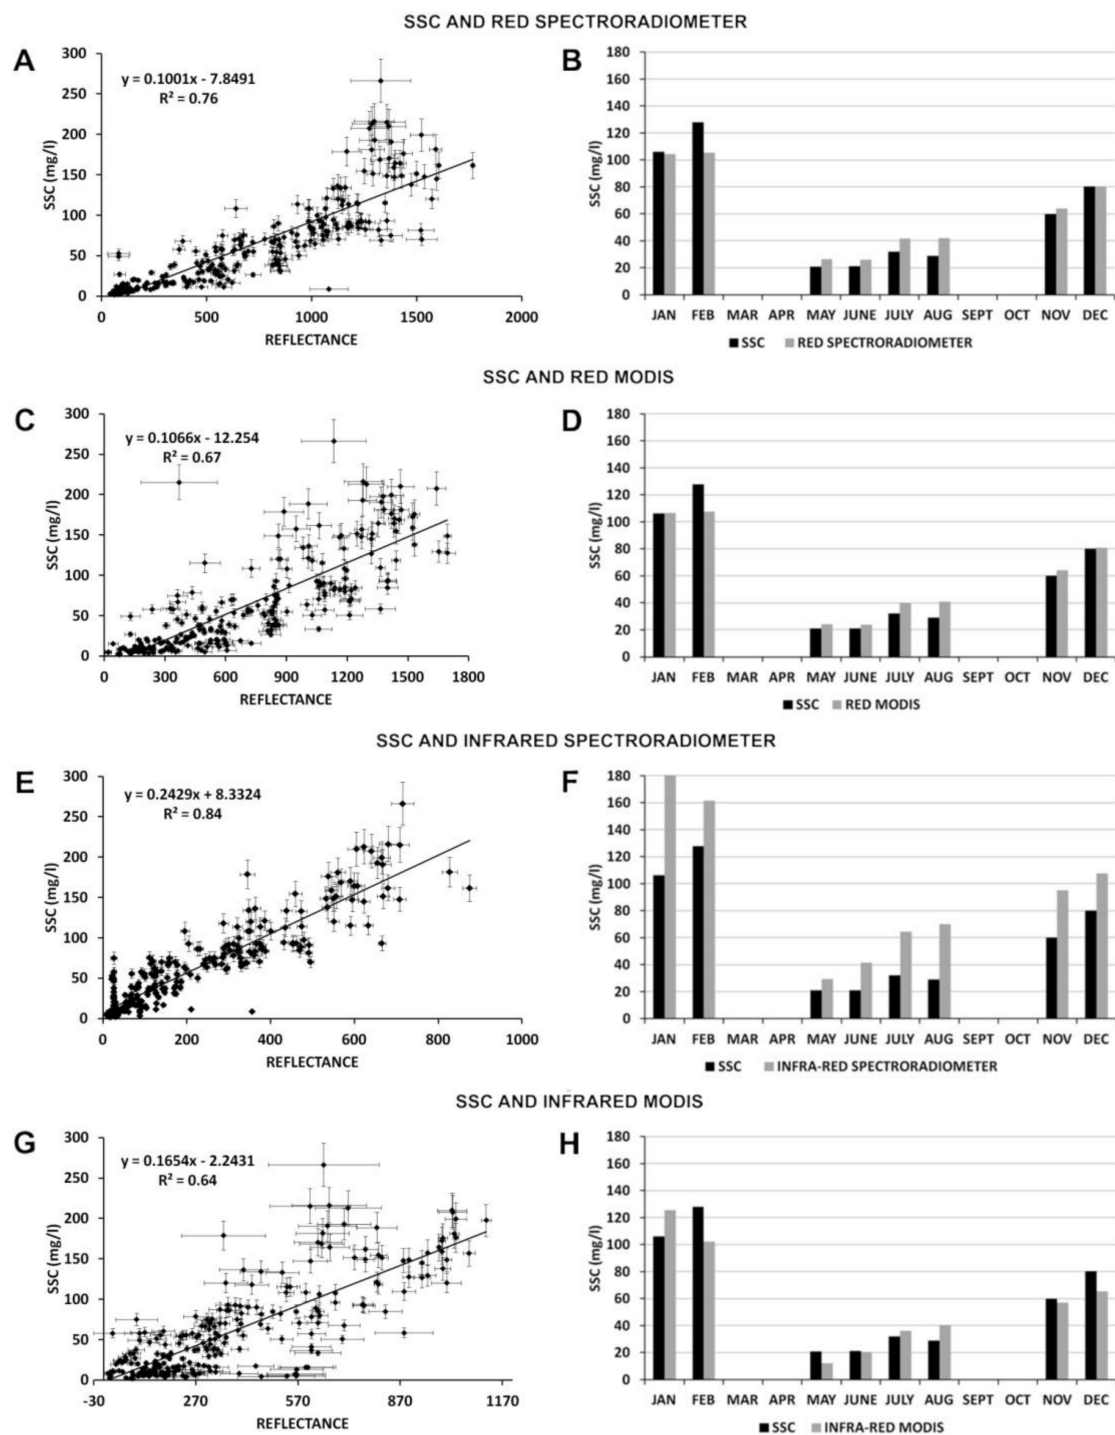 SSC AND RED SPECTRORADIOMETER
A
y = 0.1001x - 7.8491
R² = 0.76
SSC (mg/l)
300
250
200
150
100
50
0
0 500 1000 1500 2000
REFLECTANCE
B
SSC (mg/l)
180
160
140
120
100
80
60
40
20
0
JAN FEB MAR APR MAY JUNE JULY AUG SEPT OCT NOV DEC
SSC RED SPECTRORADIOMETER
SSC AND RED MODIS
C
y = 0.1066x - 12.254
R² = 0.67
SSC (mg/l)
300
250
200
150
100
50
0
0 300 600 900 1200 1500 1800
REFLECTANCE
D
SSC (mg/l)
180
160
140
120
100
80
60
40
20
0
JAN FEB MAR APR MAY JUNE JULY AUG SEPT OCT NOV DEC
SSC RED MODIS
SSC AND INFRARED SPECTRORADIOMETER
E
y = 0.2429x + 8.3324
R² = 0.84
SSC (mg/l)
300
250
200
150
100
50
0
0 200 400 600 800 1000
REFLECTANCE
F
SSC (mg/l)
180
160
140
120
100
80
60
40
20
0
JAN FEB MAR APR MAY JUNE JULY AUG SEPT OCT NOV DEC
SSC INFRA-RED SPECTRORADIOMETER
SSC AND INFRARED MODIS
G
y = 0.1654x - 2.2431
R² = 0.64
SSC (mg/l)
300
250
200
150
100
50
0
-30 270 570 870 1170
REFLECTANCE
H
SSC (mg/l)
180
160
140
120
100
80
60
40
20
0
JAN FEB MAR APR MAY JUNE JULY AUG SEPT OCT NOV DEC
SSC INFRA-RED MODIS